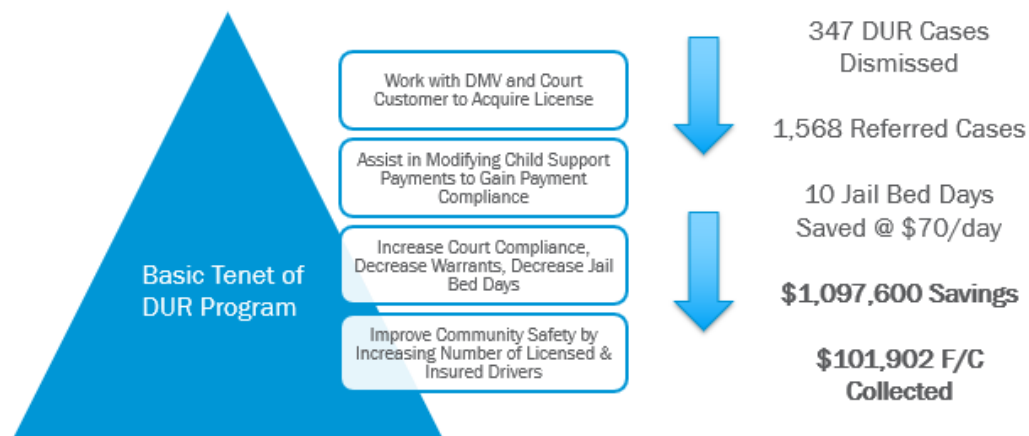 Basic Tenet of
DUR Program
Work with DMV and Court
Customer to Acquire License
Assist in Modifying Child Support
Payments to Gain Payment
Compliance
Increase Court Compliance,
Decrease Warrants, Decrease Jail
Bed Days
Improve Community Safety by
Increasing Number of Licensed &
Insured Drivers
347 DUR Cases
Dismissed
1,568 Referred Cases
10 Jail Bed Days
Saved @ $70/day
$1,097,600 Savings
$101,902 F/C
Collected